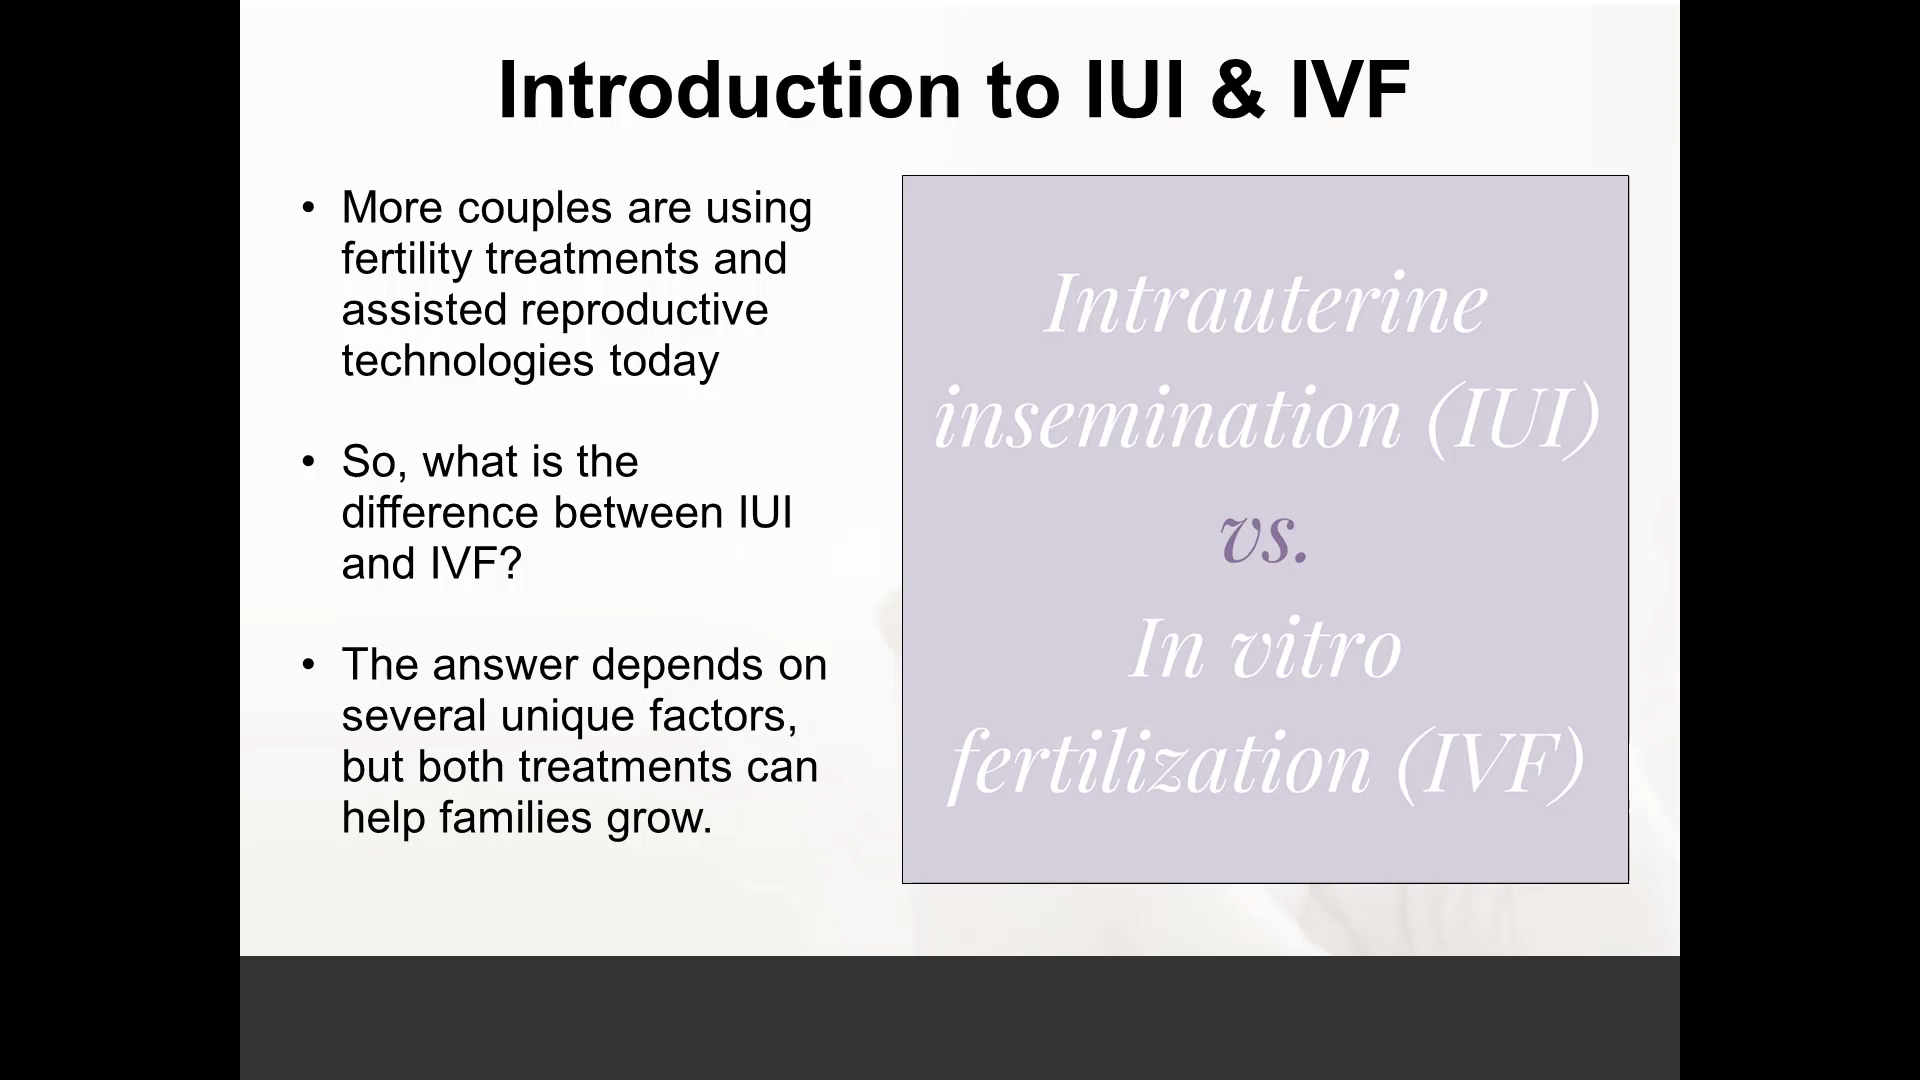 Introduction to IUI & IVF
• More couples are using
fertility treatments and
assisted reproductive
technologies today
• So, what is the
difference between IUI
and IVF?
• The answer depends on
several unique factors,
but both treatments can
help families grow.
Intrauterine
insemination (IUI)
vs.
In vitro
fertilization (IVF)